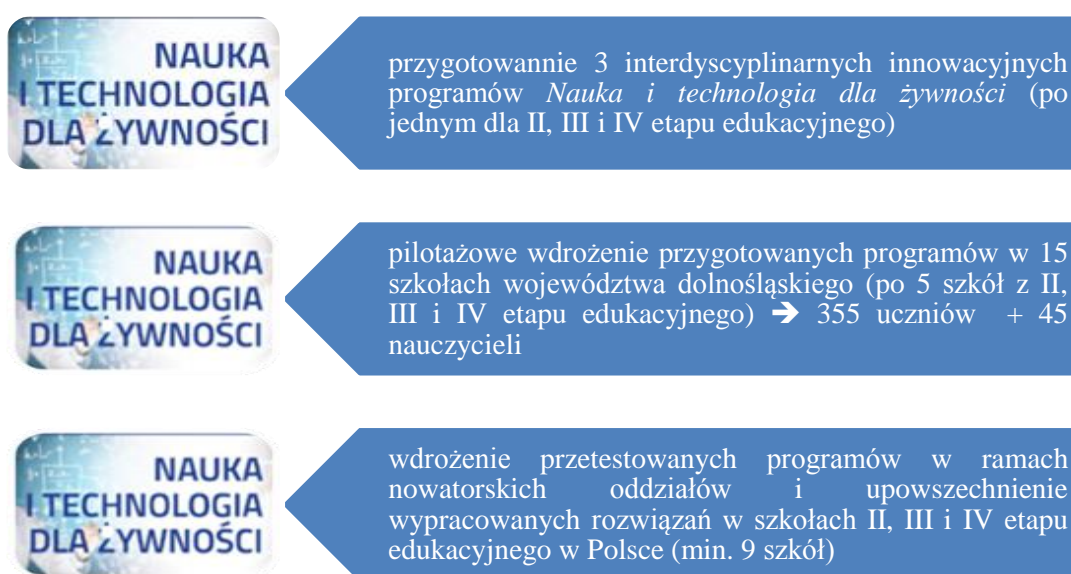 NAUKA
I TECHNOLOGIA
DLA ŻYWNOŚCI
przygotowannie 3 interdyscyplinarnych innowacyjnych
programów Nauka i technologia dla żywności (po
jednym dla II, III i IV etapu edukacyjnego)
NAUKA
I TECHNOLOGIA
DLA ŻYWNOŚCI
pilotażowe wdrożenie przygotowanych programów w 15
szkołach województwa dolnośląskiego (po 5 szkół z II,
III i IV etapu edukacyjnego) ➔ 355 uczniów + 45
nauczycieli
NAUKA
I TECHNOLOGIA
DLA ŻYWNOŚCI
wdrożenie przetestowanych programów w ramach
nowatorskich oddziałów i upowszechnienie
wypracowanych rozwiązań w szkołach II, III i IV etapu
edukacyjnego w Polsce (min. 9 szkół)